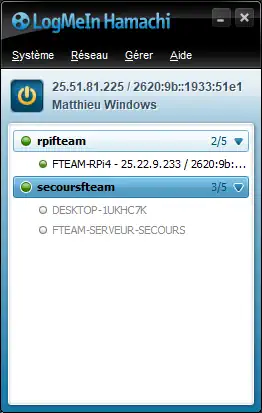 LogMeIn Hamachi
Système Réseau Gérer Aide
25.51.81.225 / 2620:9b::1933:51e1
Matthieu Windows
rpifteam 2/5
FTEAM-RPi4 - 25.22.9.233 / 2620:9b:...
secoursfteam 3/5
DESKTOP-1UKHC7K
FTEAM-SERVEUR-SECOURS